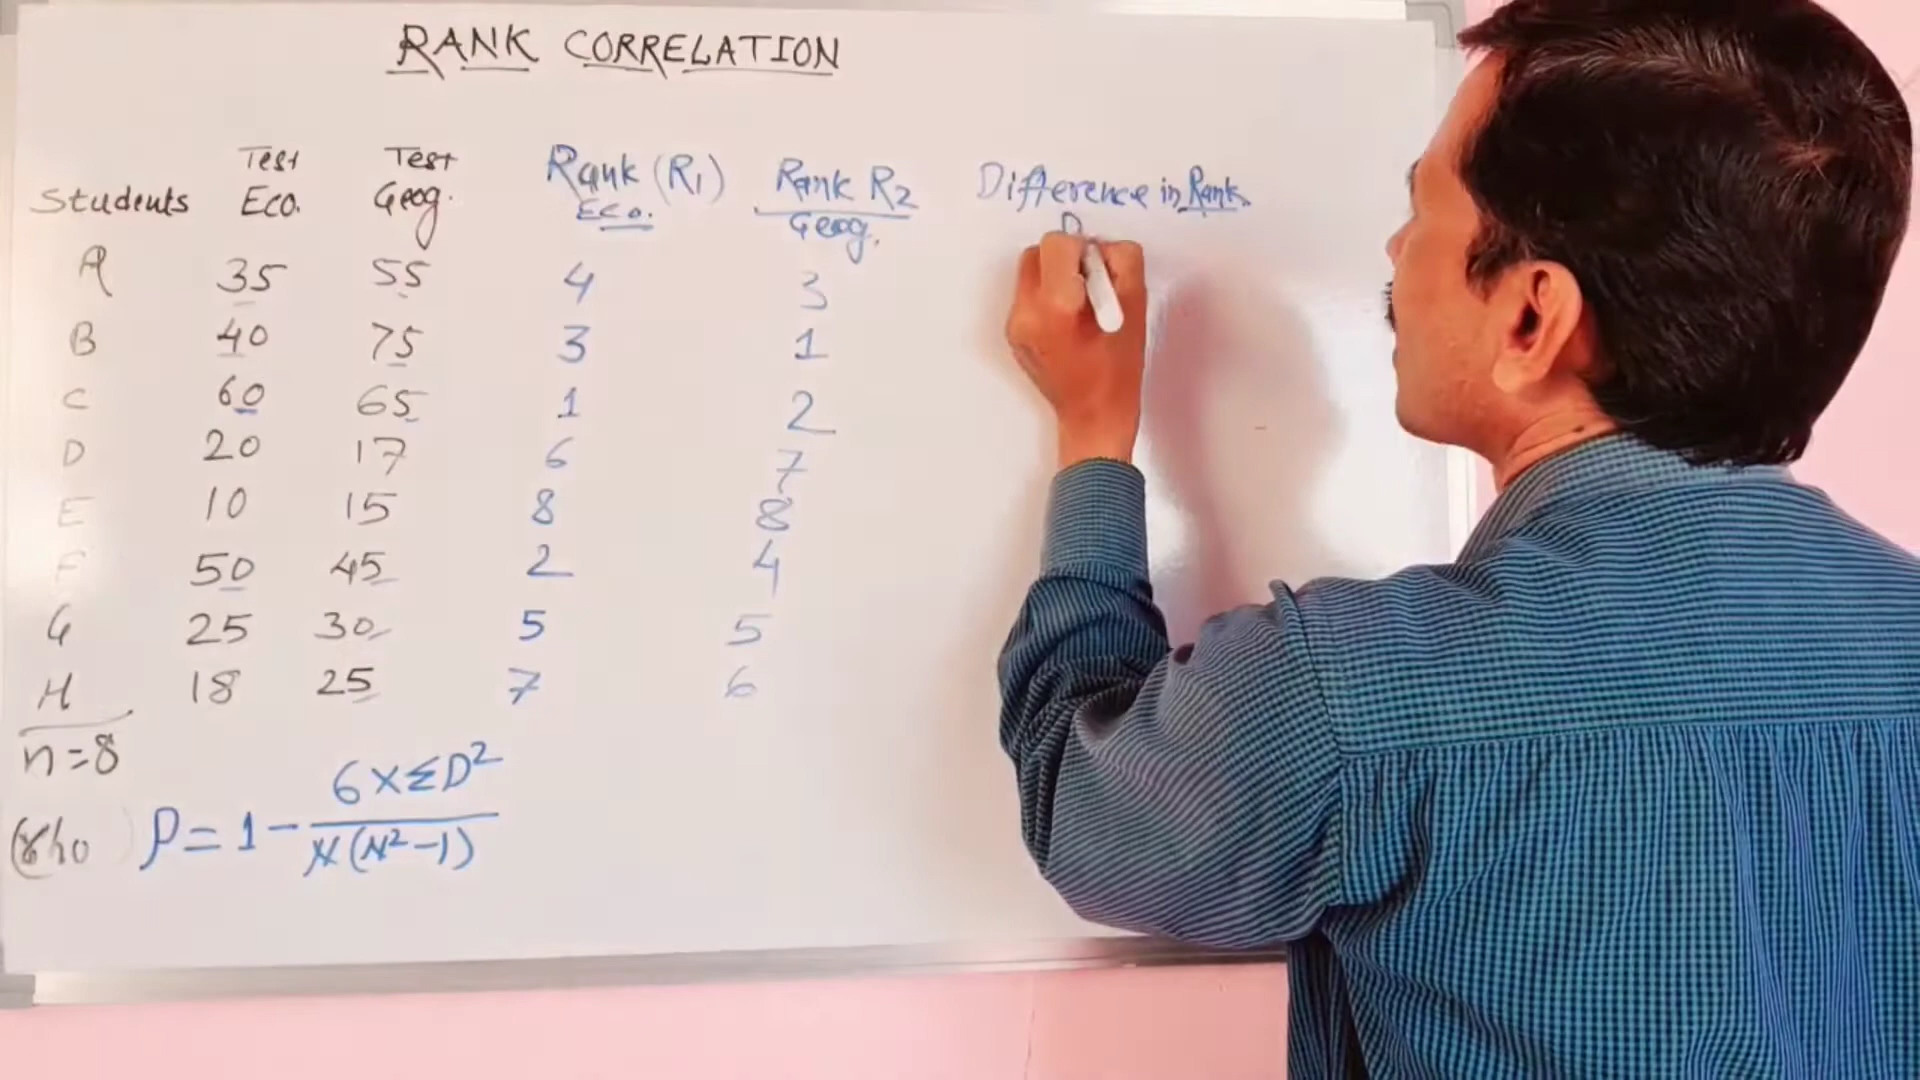 RANK CORRELATION
Students Test Eco. Test Geog. Rank (R1) Eco. Rank R2 Geog. Difference in Rank
D
A 35 55 4 3
B 40 75 3 1
C 60 65 1 2
D 20 17 6 7
E 10 15 8 8
F 50 45 2 4
G 25 30 5 5
H 18 25 7 6
n=8
(rho) ρ = 1 - 6×ΣD² / N(N²-1)